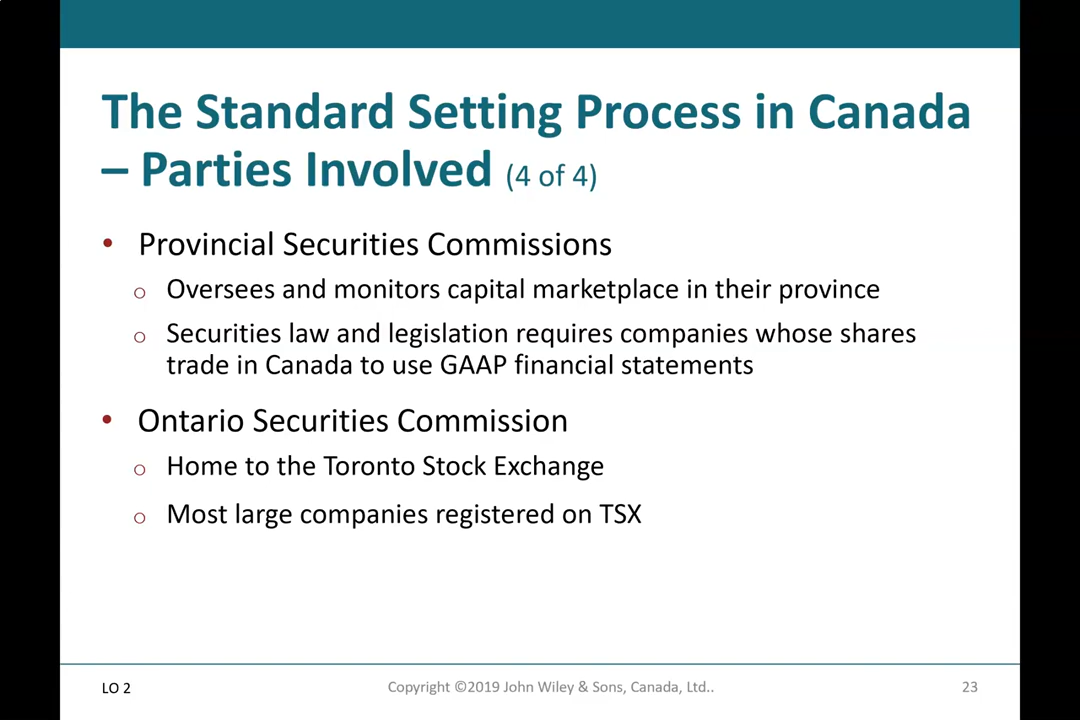 The Standard Setting Process in Canada
– Parties Involved (4 of 4)
• Provincial Securities Commissions
o Oversees and monitors capital marketplace in their province
o Securities law and legislation requires companies whose shares
trade in Canada to use GAAP financial statements
• Ontario Securities Commission
o Home to the Toronto Stock Exchange
o Most large companies registered on TSX
LO 2
Copyright ©2019 John Wiley & Sons, Canada, Ltd..
23